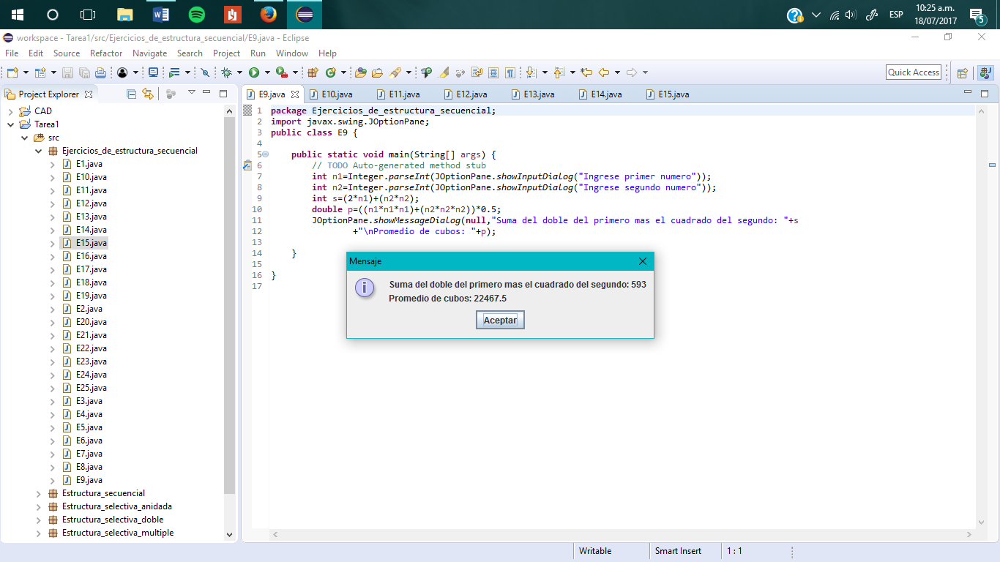 ESP
10:25 a.m.
18/07/2017
5
workspace - Tarea1/src/Ejercicios_de_estructura_secuencial/E9.java - Eclipse
File Edit Source Refactor Navigate Search Project Run Window Help
Quick Access
Project Explorer
CAD
Tarea1
src
Ejercicios_de_estructura_secuencial
E1.java
E10.java
E11.java
E12.java
E13.java
E14.java
E15.java
E16.java
E17.java
E18.java
E19.java
E2.java
E20.java
E21.java
E22.java
E23.java
E24.java
E25.java
E3.java
E4.java
E5.java
E6.java
E7.java
E8.java
E9.java
Estructura_secuencial
Estructura_selectiva_anidada
Estructura_selectiva_doble
Estructura_selectiva_multiple
E9.java E10.java E11.java E12.java E13.java E14.java E15.java
1 package Ejercicios_de_estructura_secuencial;
2 import javax.swing.JOptionPane;
3 public class E9 {
4
5 public static void main(String[] args) {
6 // TODO Auto-generated method stub
7 int n1=Integer.parseInt(JOptionPane.showInputDialog("Ingrese primer numero"));
8 int n2=Integer.parseInt(JOptionPane.showInputDialog("Ingrese segundo numero"));
9 int s=(2*n1)+(n2*n2);
10 double p=((n1*n1*n1)+(n2*n2*n2))*0.5;
11 JOptionPane.showMessageDialog(null,"Suma del doble del primero mas el cuadrado del segundo: "+s
12 +"\nPromedio de cubos: "+p);
13
14 }
15
16 }
17
Mensaje
Suma del doble del primero mas el cuadrado del segundo: 593
Promedio de cubos: 22467.5
Aceptar
Writable Smart Insert 1 : 1